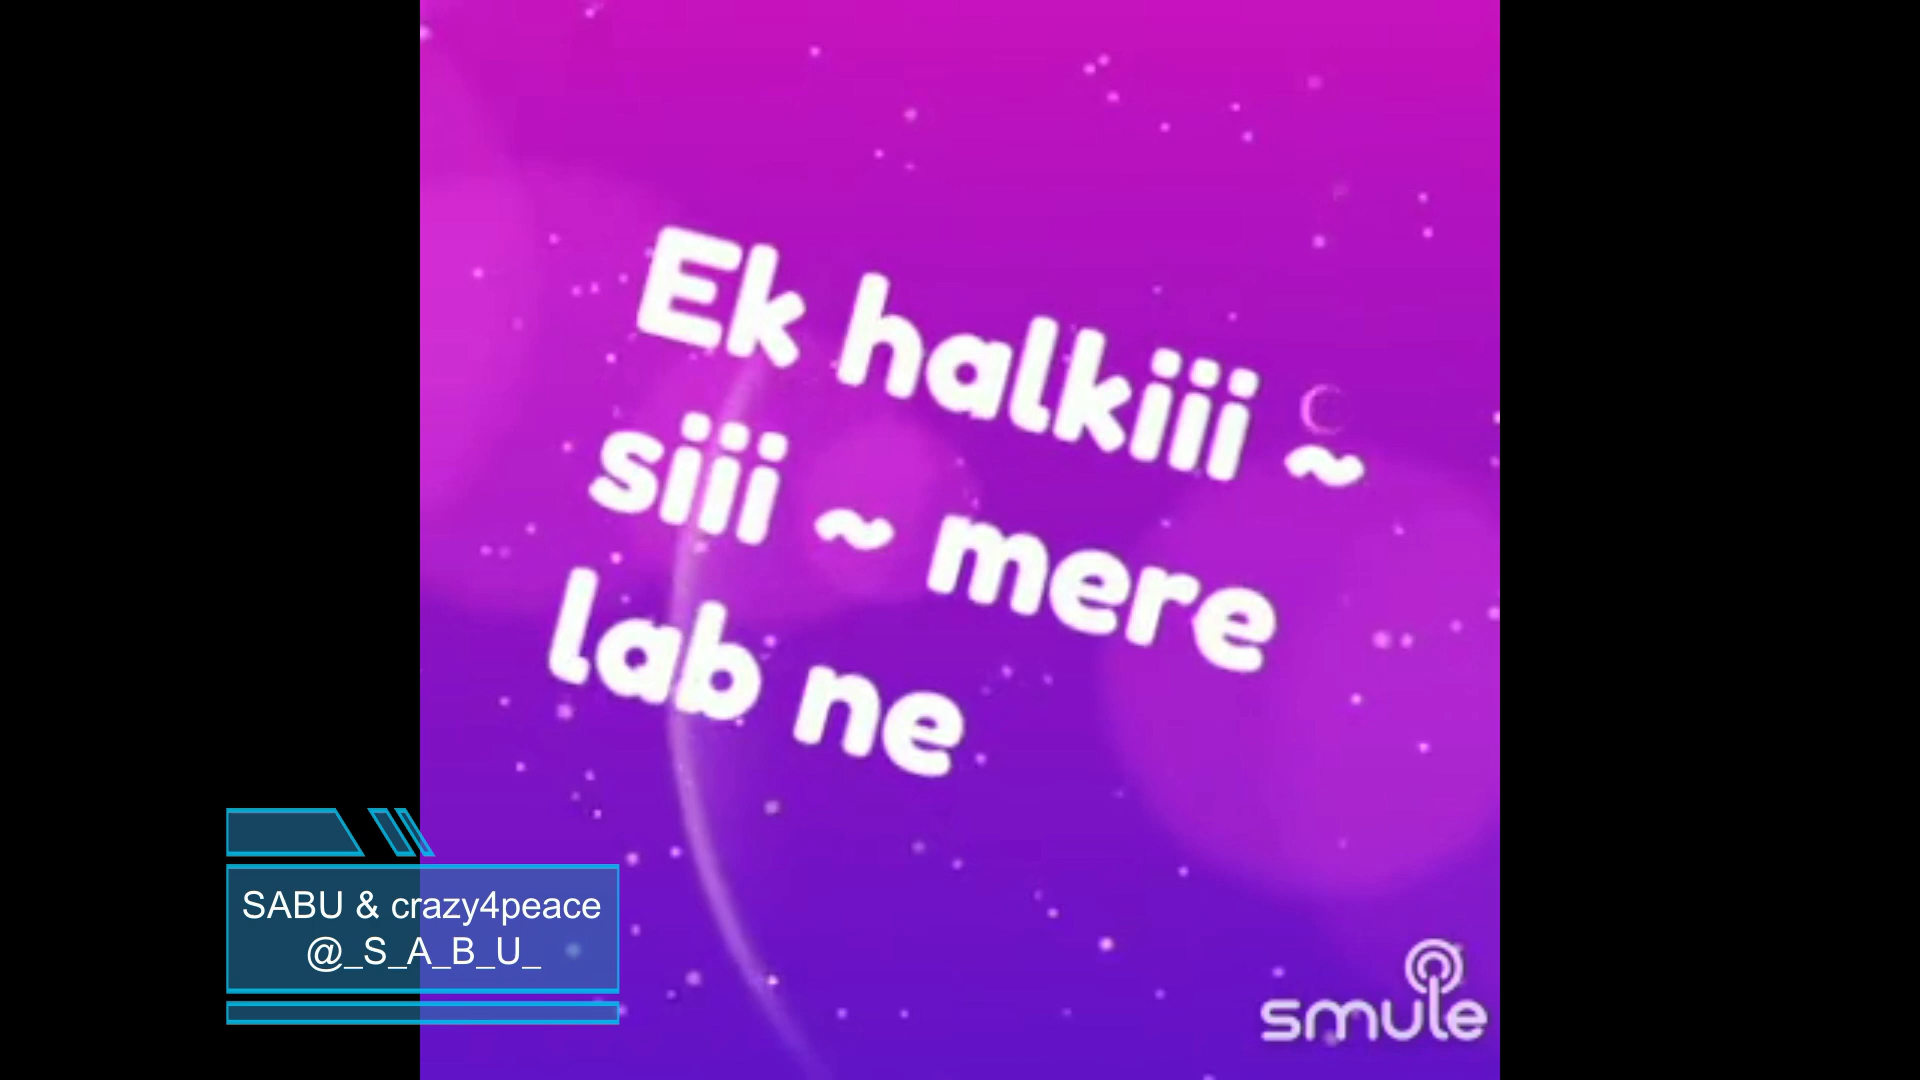 Ek halkiii ~
siii ~ mere
lab ne
SABU & crazy4peace
@_S_A_B_U_
smule